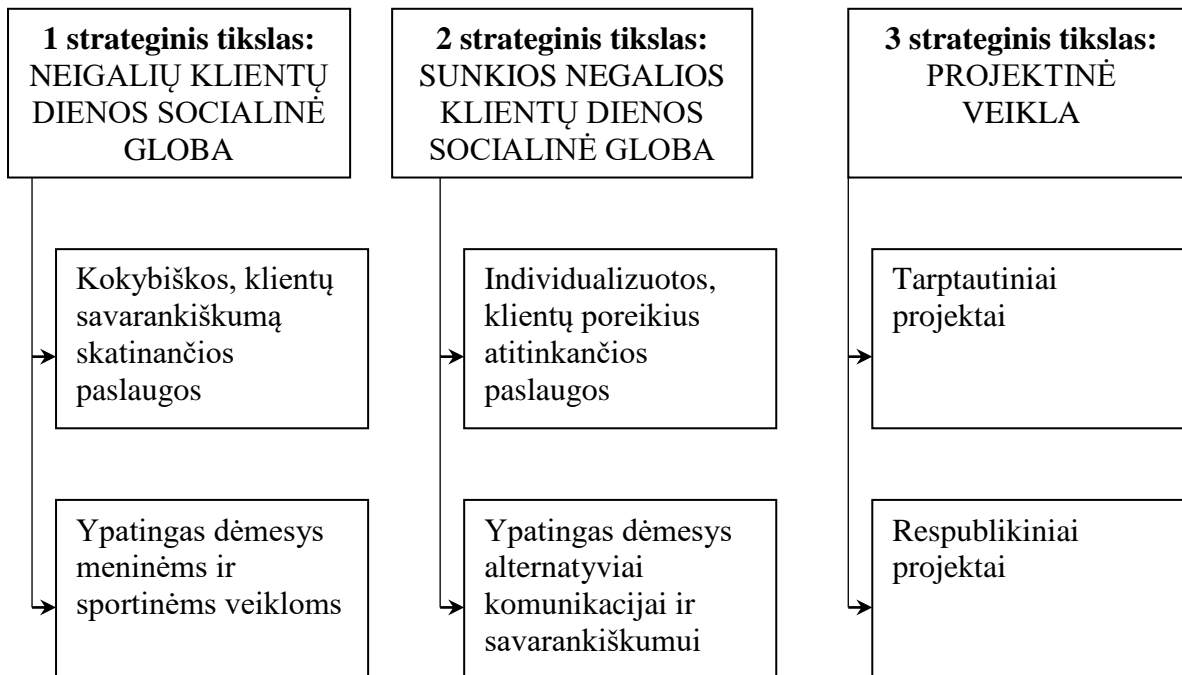 1 strateginis tikslas:
NEIGALIŲ KLIENTŲ
DIENOS SOCIALINĖ
GLOBA
2 strateginis tikslas:
SUNKIOS NEGALIOS
KLIENTŲ DIENOS
SOCIALINĖ GLOBA
3 strateginis tikslas:
PROJEKTINĖ
VEIKLA
Kokybiškos, klientų
savarankiškumą
skatinančios
paslaugos
Individualizuotos,
klientų poreikius
atitinkančios
paslaugos
Tarptautiniai
projektai
Ypatingas dėmesys
meninėms ir
sportinėms veikloms
Ypatingas dėmesys
alternatyviai
komunikacijai ir
savarankiškumui
Respublikiniai
projektai